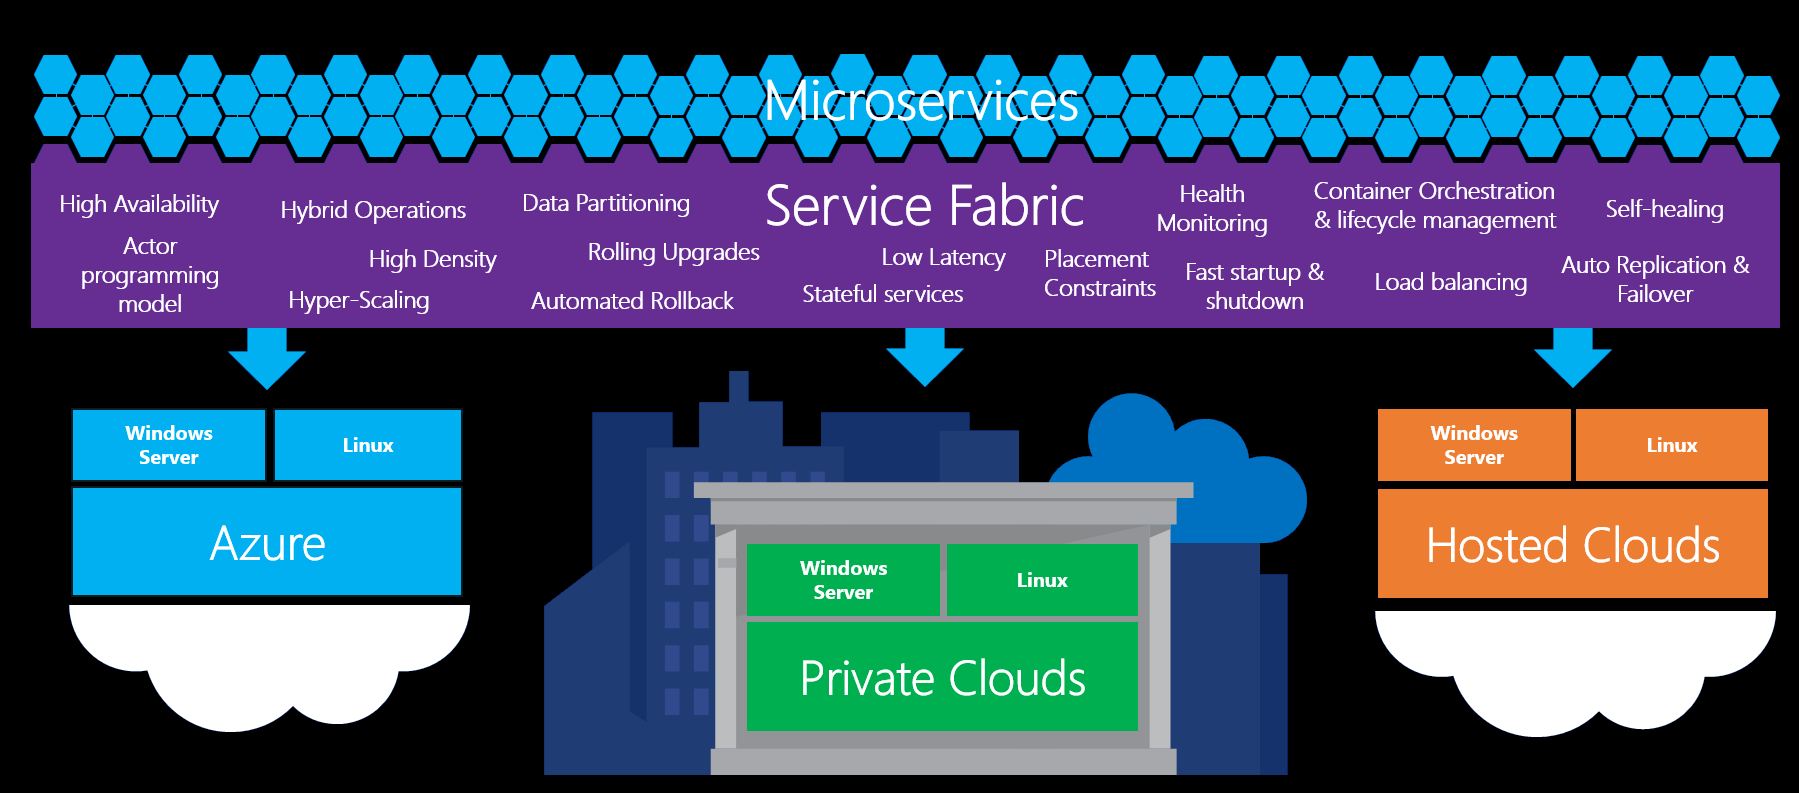 Microservices
Service Fabric
High Availability
Hybrid Operations
Data Partitioning
Health
Monitoring
Container Orchestration
& lifecycle management
Self-healing
Actor
programming
model
High Density
Rolling Upgrades
Low Latency
Placement
Constraints
Fast startup &
shutdown
Load balancing
Auto Replication &
Failover
Hyper-Scaling
Automated Rollback
Stateful services
Windows
Server
Linux
Azure
Windows
Server
Linux
Private Clouds
Windows
Server
Linux
Hosted Clouds